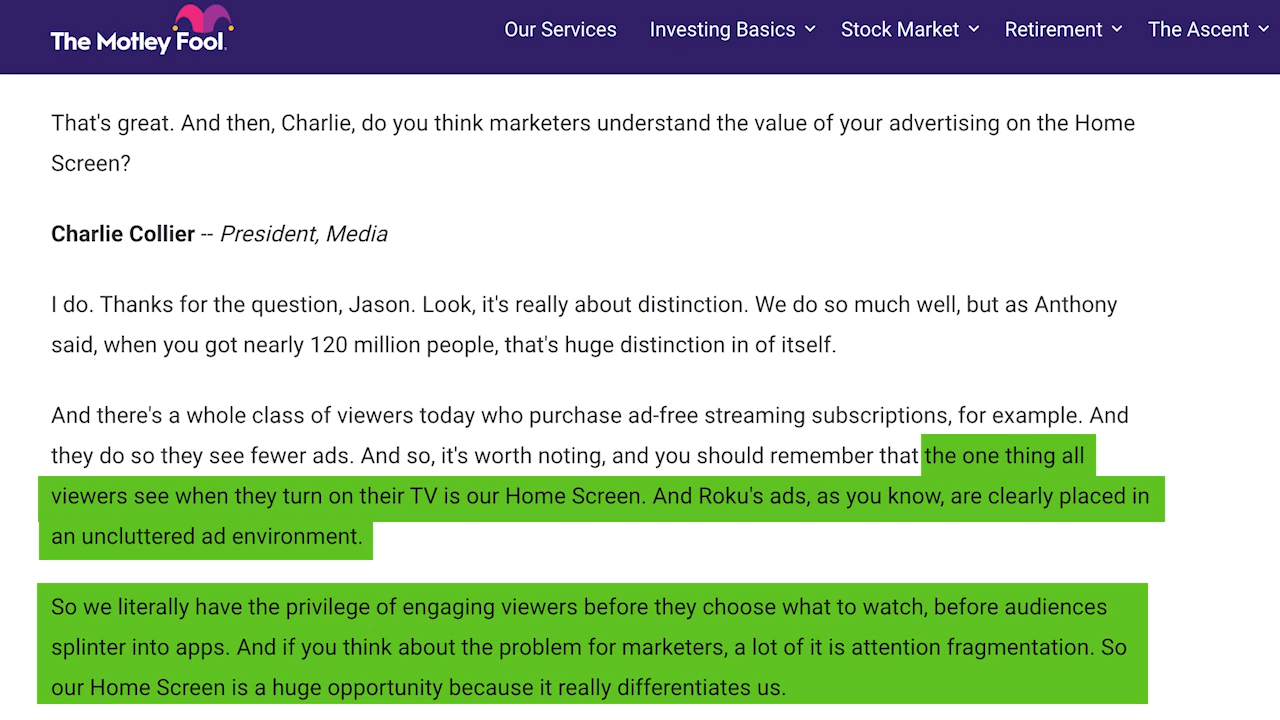 The Motley Fool.
Our Services Investing Basics Stock Market Retirement The Ascent
That's great. And then, Charlie, do you think marketers understand the value of your advertising on the Home
Screen?
Charlie Collier -- President, Media
I do. Thanks for the question, Jason. Look, it's really about distinction. We do so much well, but as Anthony
said, when you got nearly 120 million people, that's huge distinction in of itself.
And there's a whole class of viewers today who purchase ad-free streaming subscriptions, for example. And
they do so they see fewer ads. And so, it's worth noting, and you should remember that the one thing all
viewers see when they turn on their TV is our Home Screen. And Roku's ads, as you know, are clearly placed in
an uncluttered ad environment.
So we literally have the privilege of engaging viewers before they choose what to watch, before audiences
splinter into apps. And if you think about the problem for marketers, a lot of it is attention fragmentation. So
our Home Screen is a huge opportunity because it really differentiates us.